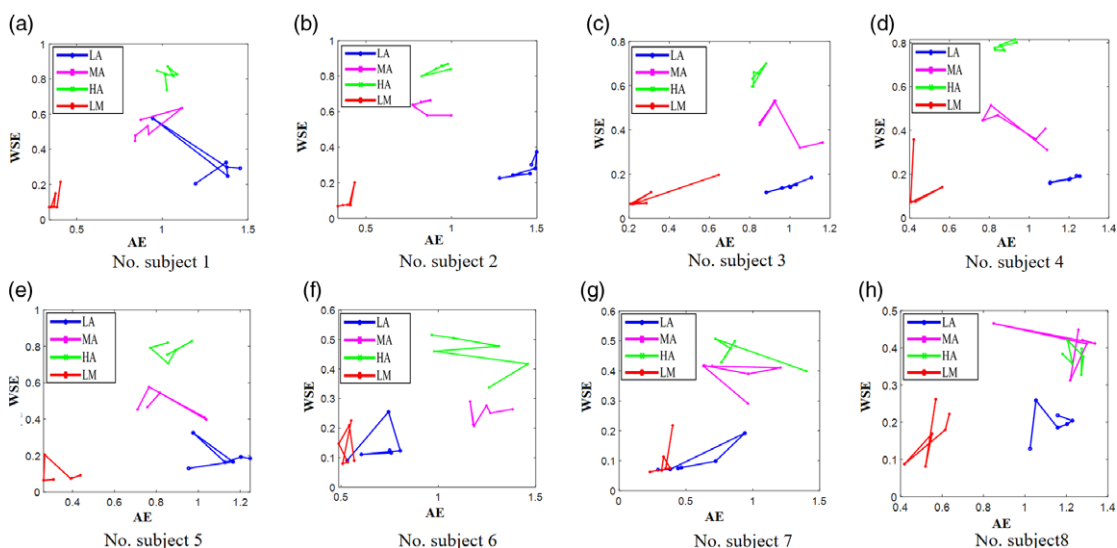 (a)
1
0.8
0.6
0.4
0.2
0
WSE
LA
MA
HA
LM
0.5
1
1.5
AE
No. subject 1
(b)
1
0.8
0.6
0.4
0.2
0
WSE
LA
MA
HA
LM
0.5
1
1.5
AE
No. subject 2
(c)
0.8
0.6
0.4
0.2
0
WSE
LA
MA
HA
LM
0.2
0.4
0.6
0.8
1
1.2
AE
No. subject 3
(d)
0.8
0.6
0.4
0.2
0
WSE
LA
MA
HA
LM
0.4
0.6
0.8
1
1.2
1.4
AE
No. subject 4
(e)
1
0.8
0.6
0.4
0.2
0
WSE
LA
MA
HA
LM
0.4
0.6
0.8
1
1.2
AE
No. subject 5
(f)
0.6
0.5
0.4
0.3
0.2
0.1
0
WSE
LA
MA
HA
LM
0.5
1
1.5
AE
No. subject 6
(g)
0.6
0.5
0.4
0.3
0.2
0.1
0
WSE
LA
MA
HA
LM
0
0.5
1
1.5
AE
No. subject 7
(h)
0.5
0.4
0.3
0.2
0.1
0
WSE
LA
MA
HA
LM
0.4
0.6
0.8
1
1.2
1.4
AE
No. subject8